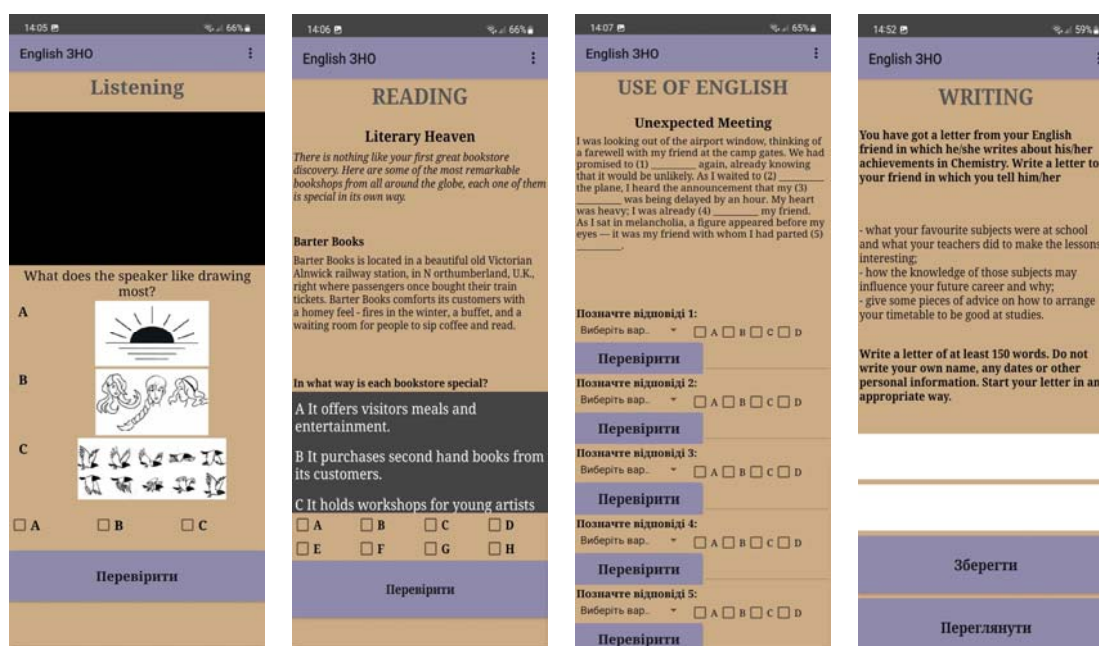 14:05 66%
English ЗНО
Listening
What does the speaker like drawing
most?
A
B
C
A B C
Перевірити
14:06 66%
English ЗНО
READING
Literary Heaven
There is nothing like your first great bookstore
discovery. Here are some of the most remarkable
bookshops from all around the globe, each one of them
is special in its own way.
Barter Books
Barter Books is located in a beautiful old Victorian
Alnwick railway station, in N orthumberland, U.K.,
right where passengers once bought their train
tickets. Barter Books comforts its customers with
a homey feel - fires in the winter, a buffet, and a
waiting room for people to sip coffee and read.
In what way is each bookstore special?
A It offers visitors meals and
entertainment.
B It purchases second hand books from
its customers.
C It holds workshops for young artists
A B C D
E F G H
Перевірити
14:07 65%
English ЗНО
USE OF ENGLISH
Unexpected Meeting
I was looking out of the airport window, thinking of
a farewell with my friend at the camp gates. We had
promised to (1) ________ again, already knowing
that it would be unlikely. As I waited to (2) ________
the plane, I heard the announcement that my (3)
________ was being delayed by an hour. My heart
was heavy; I was already (4) ________ my friend.
As I sat in melancholia, a figure appeared before my
eyes — it was my friend with whom I had parted (5)
________.
Позначте відповіді 1:
Виберіть вар.. A B C D
Перевірити
Позначте відповіді 2:
Виберіть вар.. A B C D
Перевірити
Позначте відповіді 3:
Виберіть вар.. A B C D
Перевірити
Позначте відповіді 4:
Виберіть вар.. A B C D
Перевірити
Позначте відповіді 5:
Виберіть вар.. A B C D
Перевірити
14:52 59%
English ЗНО
WRITING
You have got a letter from your English
friend in which he/she writes about his/her
achievements in Chemistry. Write a letter to
your friend in which you tell him/her
- what your favourite subjects were at school
and what your teachers did to make the lessons
interesting;
- how the knowledge of those subjects may
influence your future career and why;
- give some pieces of advice on how to arrange
your timetable to be good at studies.
Write a letter of at least 150 words. Do not
write your own name, any dates or other
personal information. Start your letter in an
appropriate way.
Зберегти
Переглянути